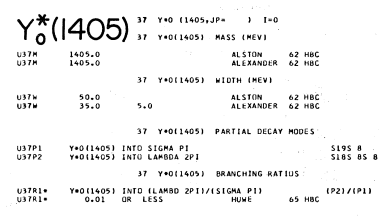 Y*0(1405) 37 Y*0 (1405,JP= ) I=0
37 Y*0(1405) MASS (MEV)
U37M 1405.0 ALSTON 62 HBC
U37M 1405.0 ALEXANDER 62 HBC
37 Y*0(1405) WIDTH (MEV)
U37W 50.0 ALSTON 62 HBC
U37W 35.0 5.0 ALEXANDER 62 HBC
37 Y*0(1405) PARTIAL DECAY MODES
U37P1 Y*0(1405) INTO SIGMA PI S19S 8
U37P2 Y*0(1405) INTO LAMBDA 2PI S18S 8S 8
37 Y*0(1405) BRANCHING RATIUS
U37R1* Y*0(1405) INTO (LAMBD 2PI)/(SIGMA PI) (P2)/(P1)
U37R1* 0.01 OR LESS HUWE 65 HBC